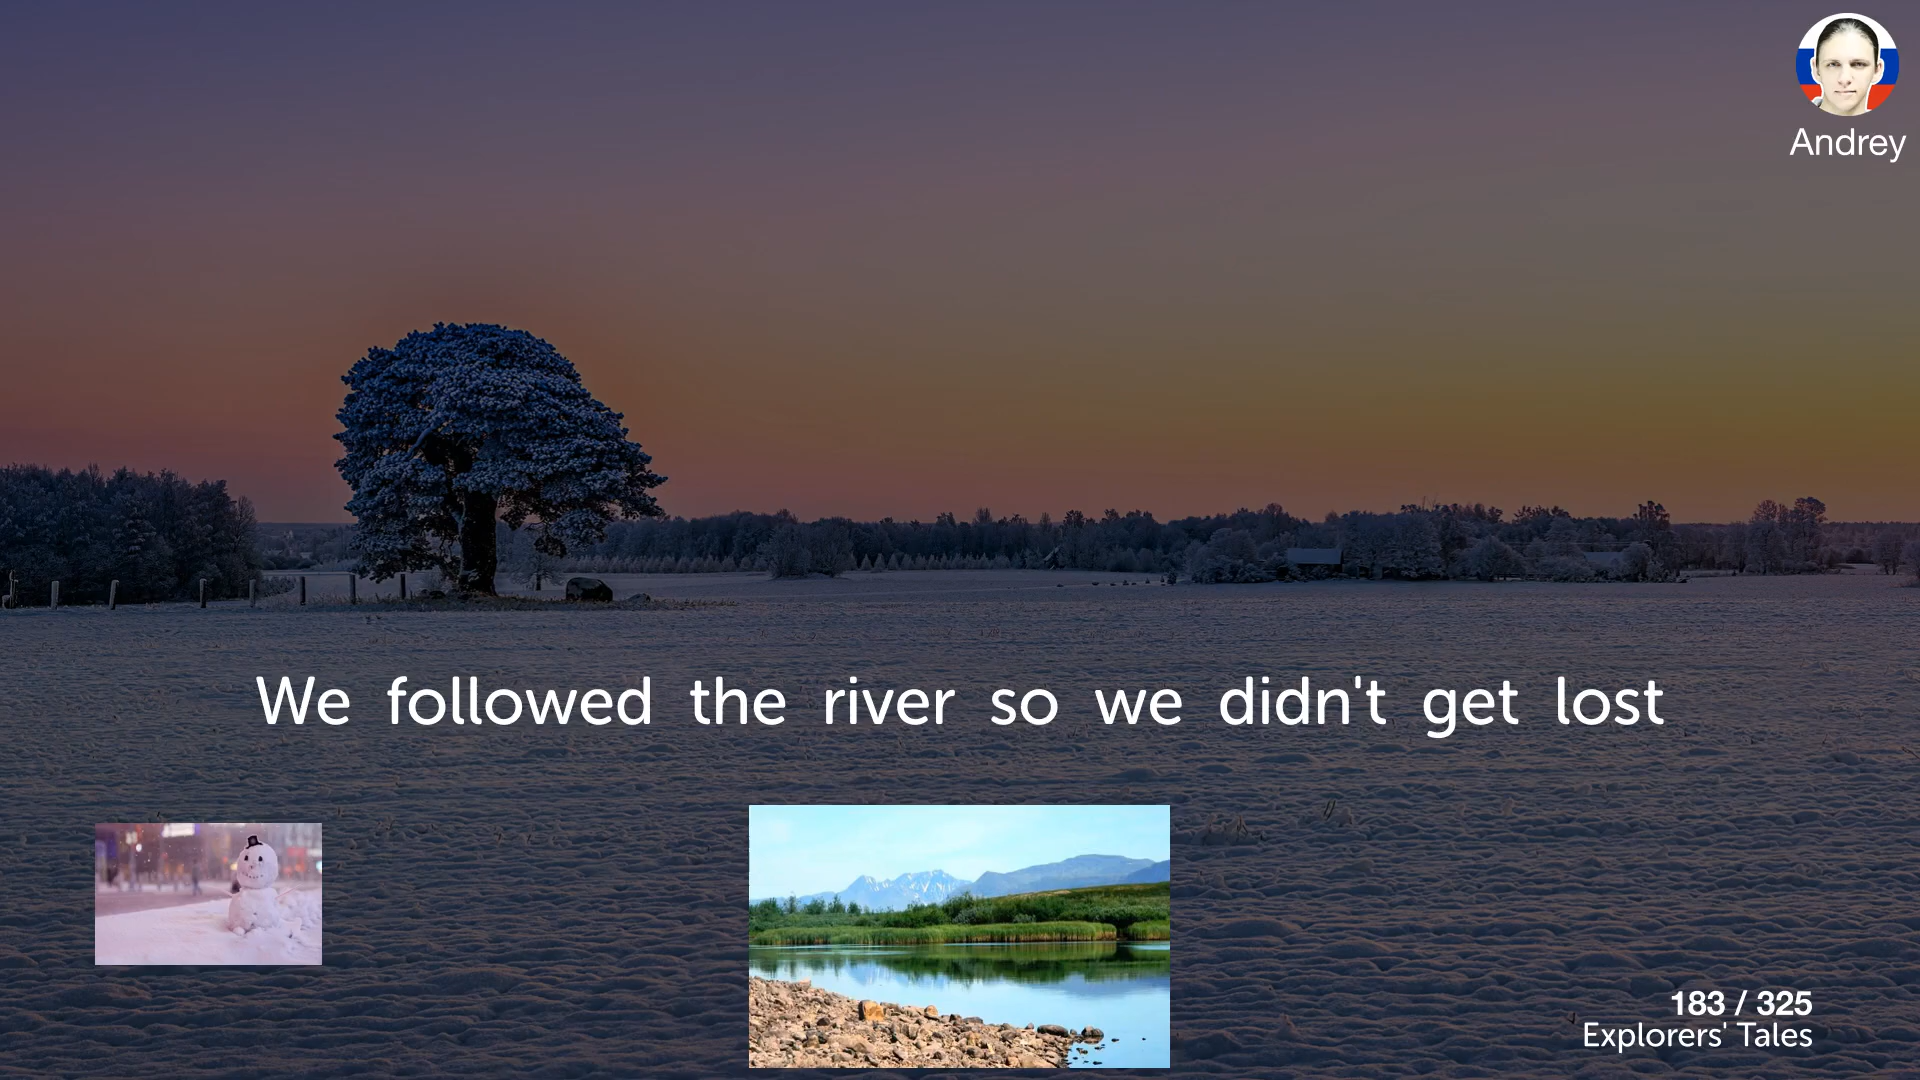 Andrey
We followed the river so we didn't get lost
183 / 325
Explorers' Tales